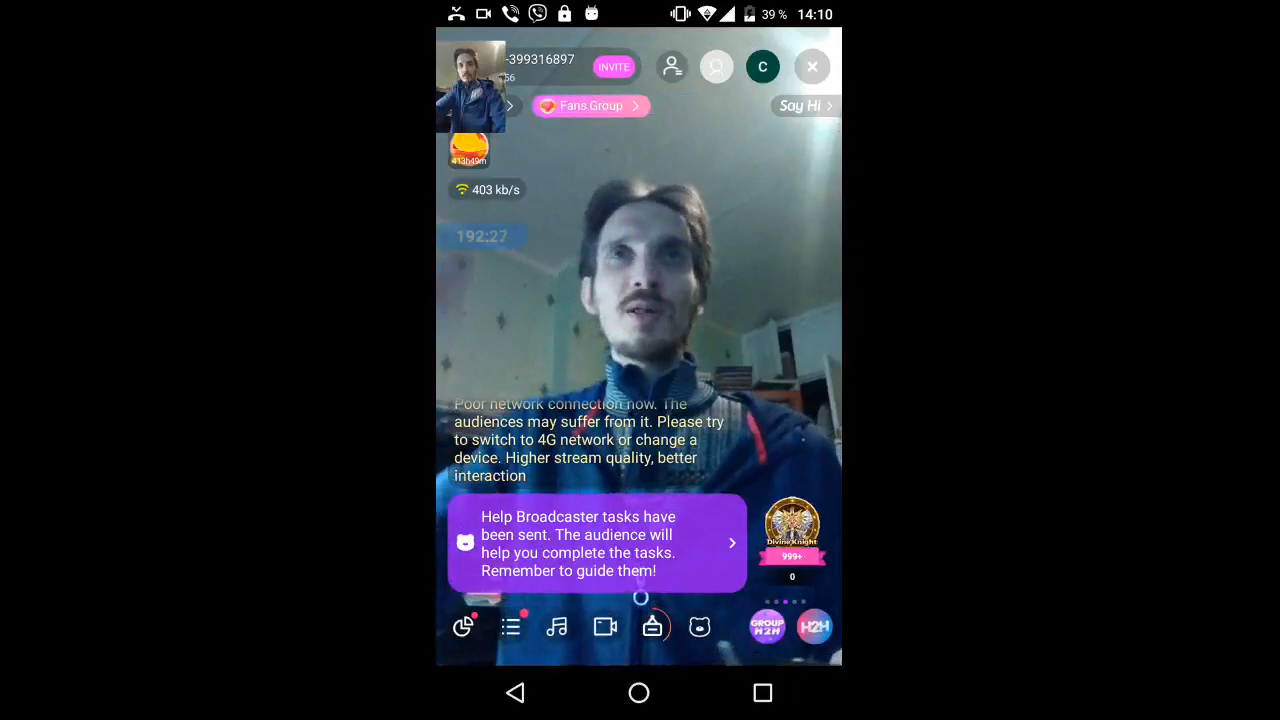 39 %
14:10
-399316897
INVITE
56
C
Fans.Group
Say Hi
413h49m
403 kb/s
192:27
Poor network connection now. The
audiences may suffer from it. Please try
to switch to 4G network or change a
device. Higher stream quality, better
interaction
Help Broadcaster tasks have
been sent. The audience will
help you complete the tasks.
Remember to guide them!
Divine Knight
999+
0
GROUP
H2H
H2H